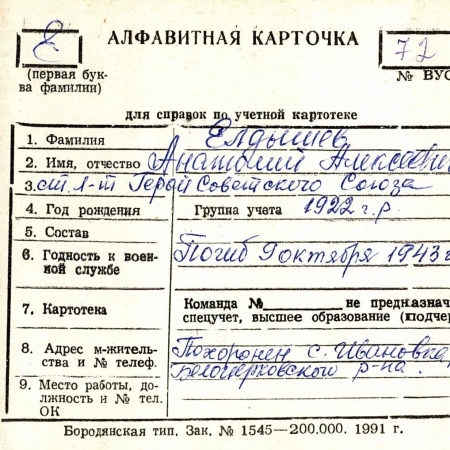 Е
АЛФАВИТНАЯ КАРТОЧКА
72
(первая бук-
ва фамилии)
№ ВУС
для справок по учетной картотеке
1. Фамилия Елдышев
2. Имя, отчество Анатолий Алексеевич
3. ст. л-т Герой Советского Союза
4. Год рождения Группа учета 1922 г.р.
5. Состав
6. Годность к воен-
ной службе Погиб 9 октября 1943 г
7. Картотека Команда № не предназнач
спецучет, высшее образование (подчер
8. Адрес м-житель-
ства и № телеф. Похоронен с. Ивановка,
р-на
9. Место работы, до-
должность и № тел.
ОК
Бородянская тип. Зак. № 1545—200.000. 1991 г.